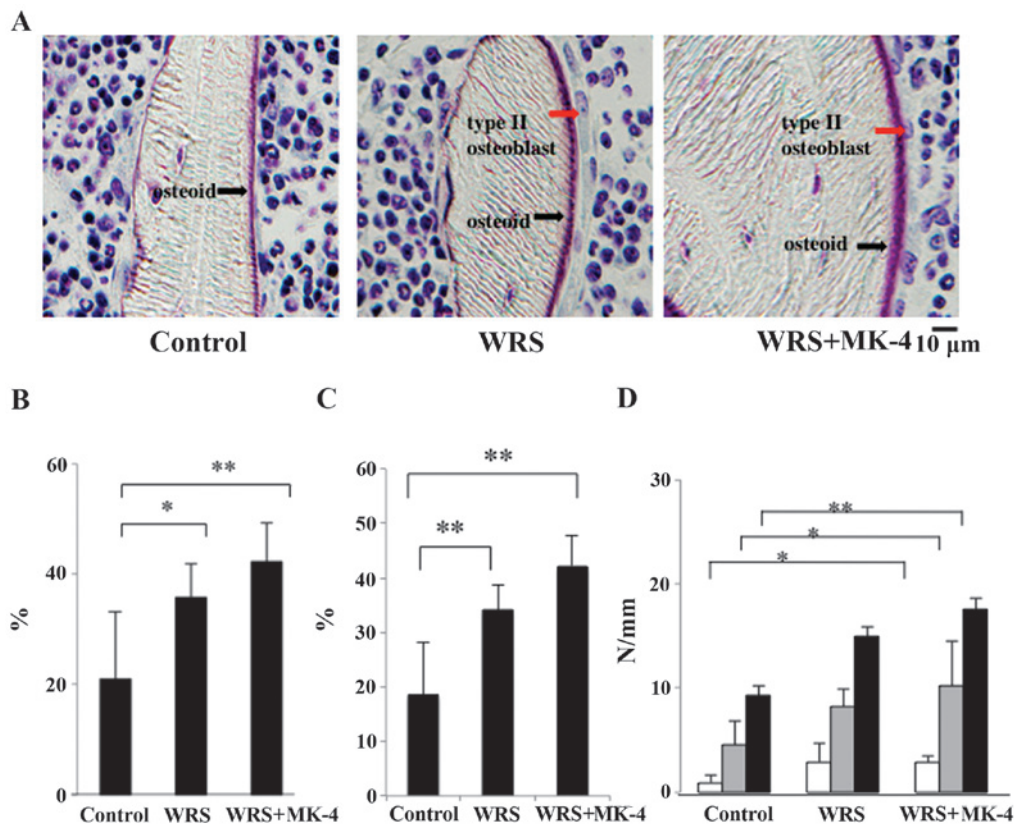 A
osteoid
type II
osteoblast
osteoid
type II
osteoblast
osteoid
Control
WRS
WRS+MK-4
10 μm
B
%
60
40
20
0
**
*
Control
WRS
WRS+MK-4
C
%
60
50
40
30
20
10
0
**
**
Control
WRS
WRS+MK-4
D
N/mm
30
20
10
0
**
*
*
Control
WRS
WRS+MK-4